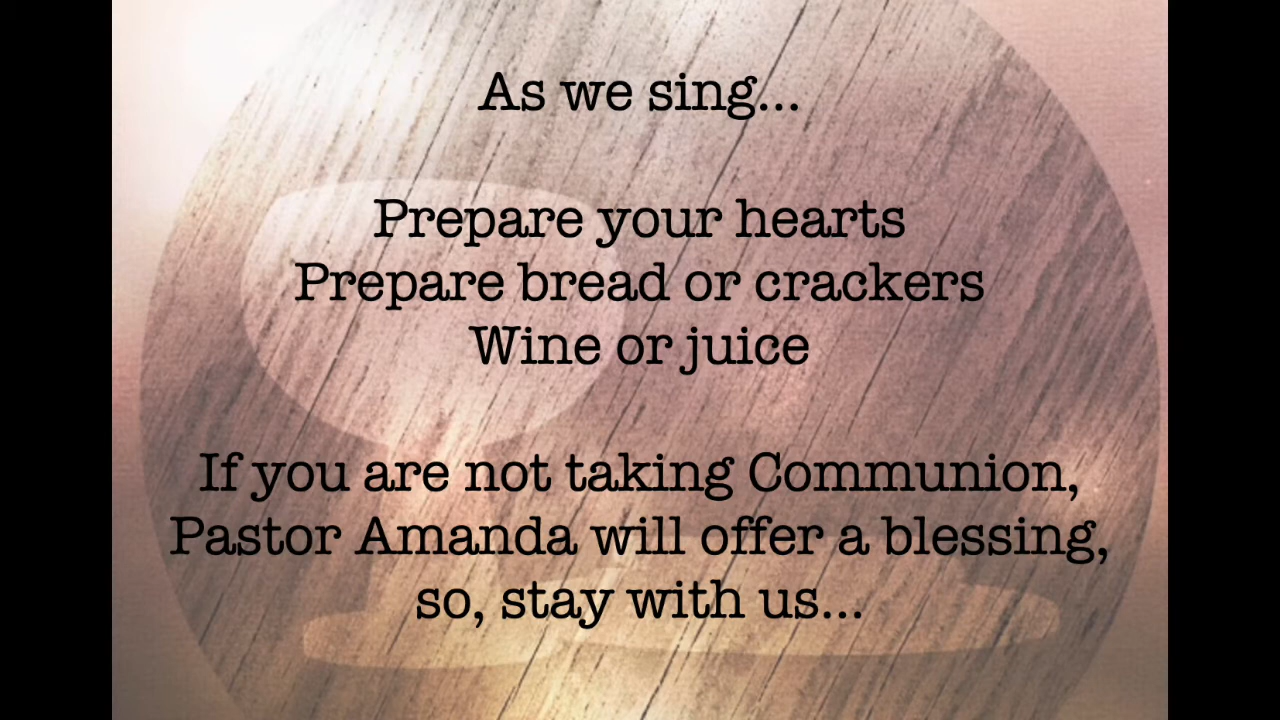 As we sing...
Prepare your hearts
Prepare bread or crackers
Wine or juice
If you are not taking Communion,
Pastor Amanda will offer a blessing,
so, stay with us...